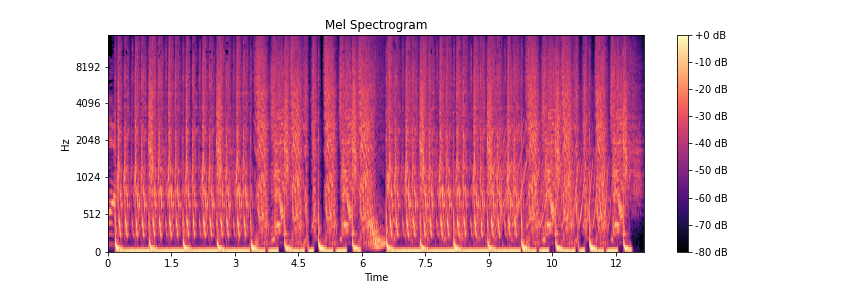 Mel Spectrogram
+0 dB
8192
-10 dB
4096
-20 dB
-30 dB
Hz
2048
-40 dB
1024
-50 dB
512
-60 dB
-70 dB
0
-80 dB
0 1.5 3 4.5 6 7.5 9 10 12
Time